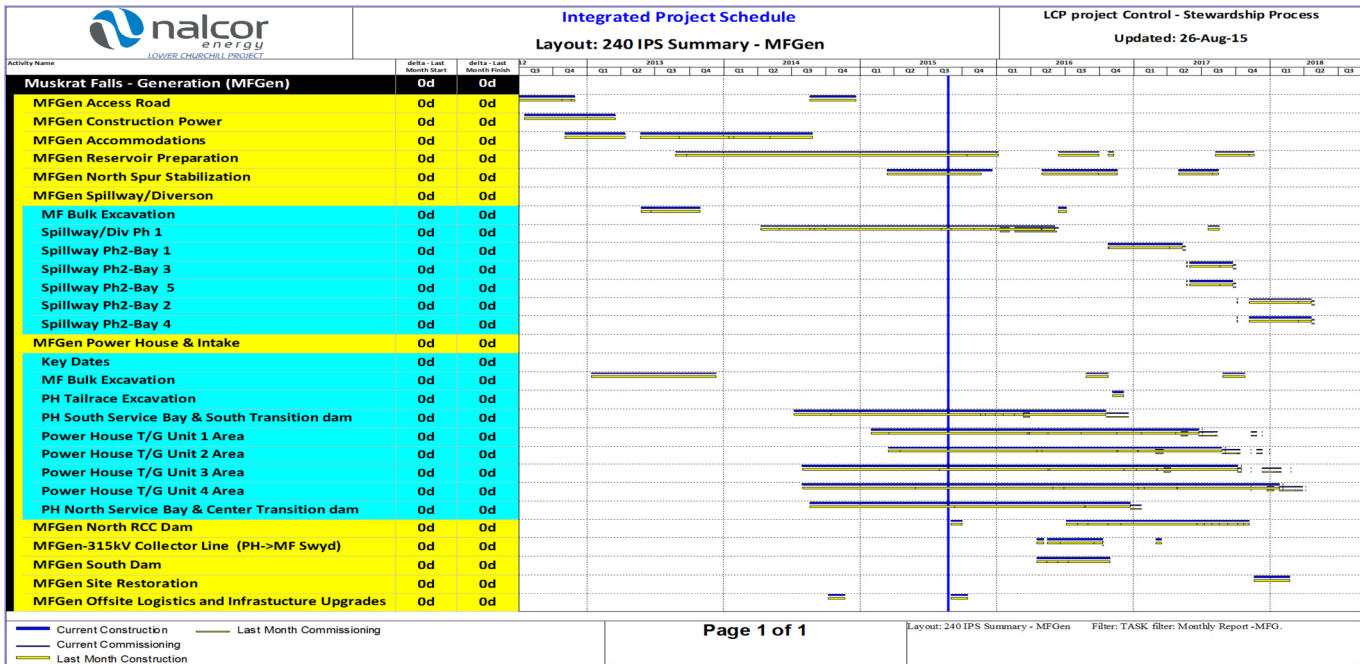 nalcor
energy
LOWER CHURCHILL PROJECT
Integrated Project Schedule
Layout: 240 IPS Summary - MFGen
LCP project Control - Stewardship Process
Updated: 26-Aug-15
Activity Name delta - Last Month Start delta - Last Month Finish
12 2013 2014 2015 2016 2017 2018
Q3 Q4 Q1 Q2 Q3 Q4 Q1 Q2 Q3 Q4 Q1 Q2 Q3 Q4 Q1 Q2 Q3 Q4 Q1 Q2 Q3 Q4 Q1 Q2 Q3
Muskrat Falls - Generation (MFGen) 0d 0d
MFGen Access Road 0d 0d
MFGen Construction Power 0d 0d
MFGen Accommodations 0d 0d
MFGen Reservoir Preparation 0d 0d
MFGen North Spur Stabilization 0d 0d
MFGen Spillway/Diverson 0d 0d
MF Bulk Excavation 0d 0d
Spillway/Div Ph 1 0d 0d
Spillway Ph2-Bay 1 0d 0d
Spillway Ph2-Bay 3 0d 0d
Spillway Ph2-Bay 5 0d 0d
Spillway Ph2-Bay 2 0d 0d
Spillway Ph2-Bay 4 0d 0d
MFGen Power House & Intake 0d 0d
Key Dates 0d 0d
MF Bulk Excavation 0d 0d
PH Tailrace Excavation 0d 0d
PH South Service Bay & South Transition dam 0d 0d
Power House T/G Unit 1 Area 0d 0d
Power House T/G Unit 2 Area 0d 0d
Power House T/G Unit 3 Area 0d 0d
Power House T/G Unit 4 Area 0d 0d
PH North Service Bay & Center Transition dam 0d 0d
MFGen North RCC Dam 0d 0d
MFGen-315kV Collector Line (PH->MF Swyd) 0d 0d
MFGen South Dam 0d 0d
MFGen Site Restoration 0d 0d
MFGen Offsite Logistics and Infrastucture Upgrades 0d 0d
Current Construction Last Month Commissioning
Current Commissioning
Last Month Construction
Page 1 of 1
Layout: 240 IPS Summary - MFGen Filter: TASK filter: Monthly Report -MFG.